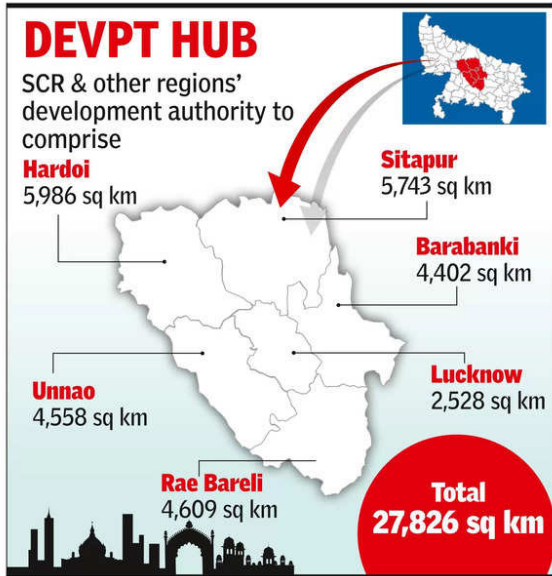 DEVPT HUB
SCR & other regions'
development authority to
comprise
Hardoi
5,986 sq km
Sitapur
5,743 sq km
Barabanki
4,402 sq km
Unnao
4,558 sq km
Lucknow
2,528 sq km
Rae Bareli
4,609 sq km
Total
27,826 sq km